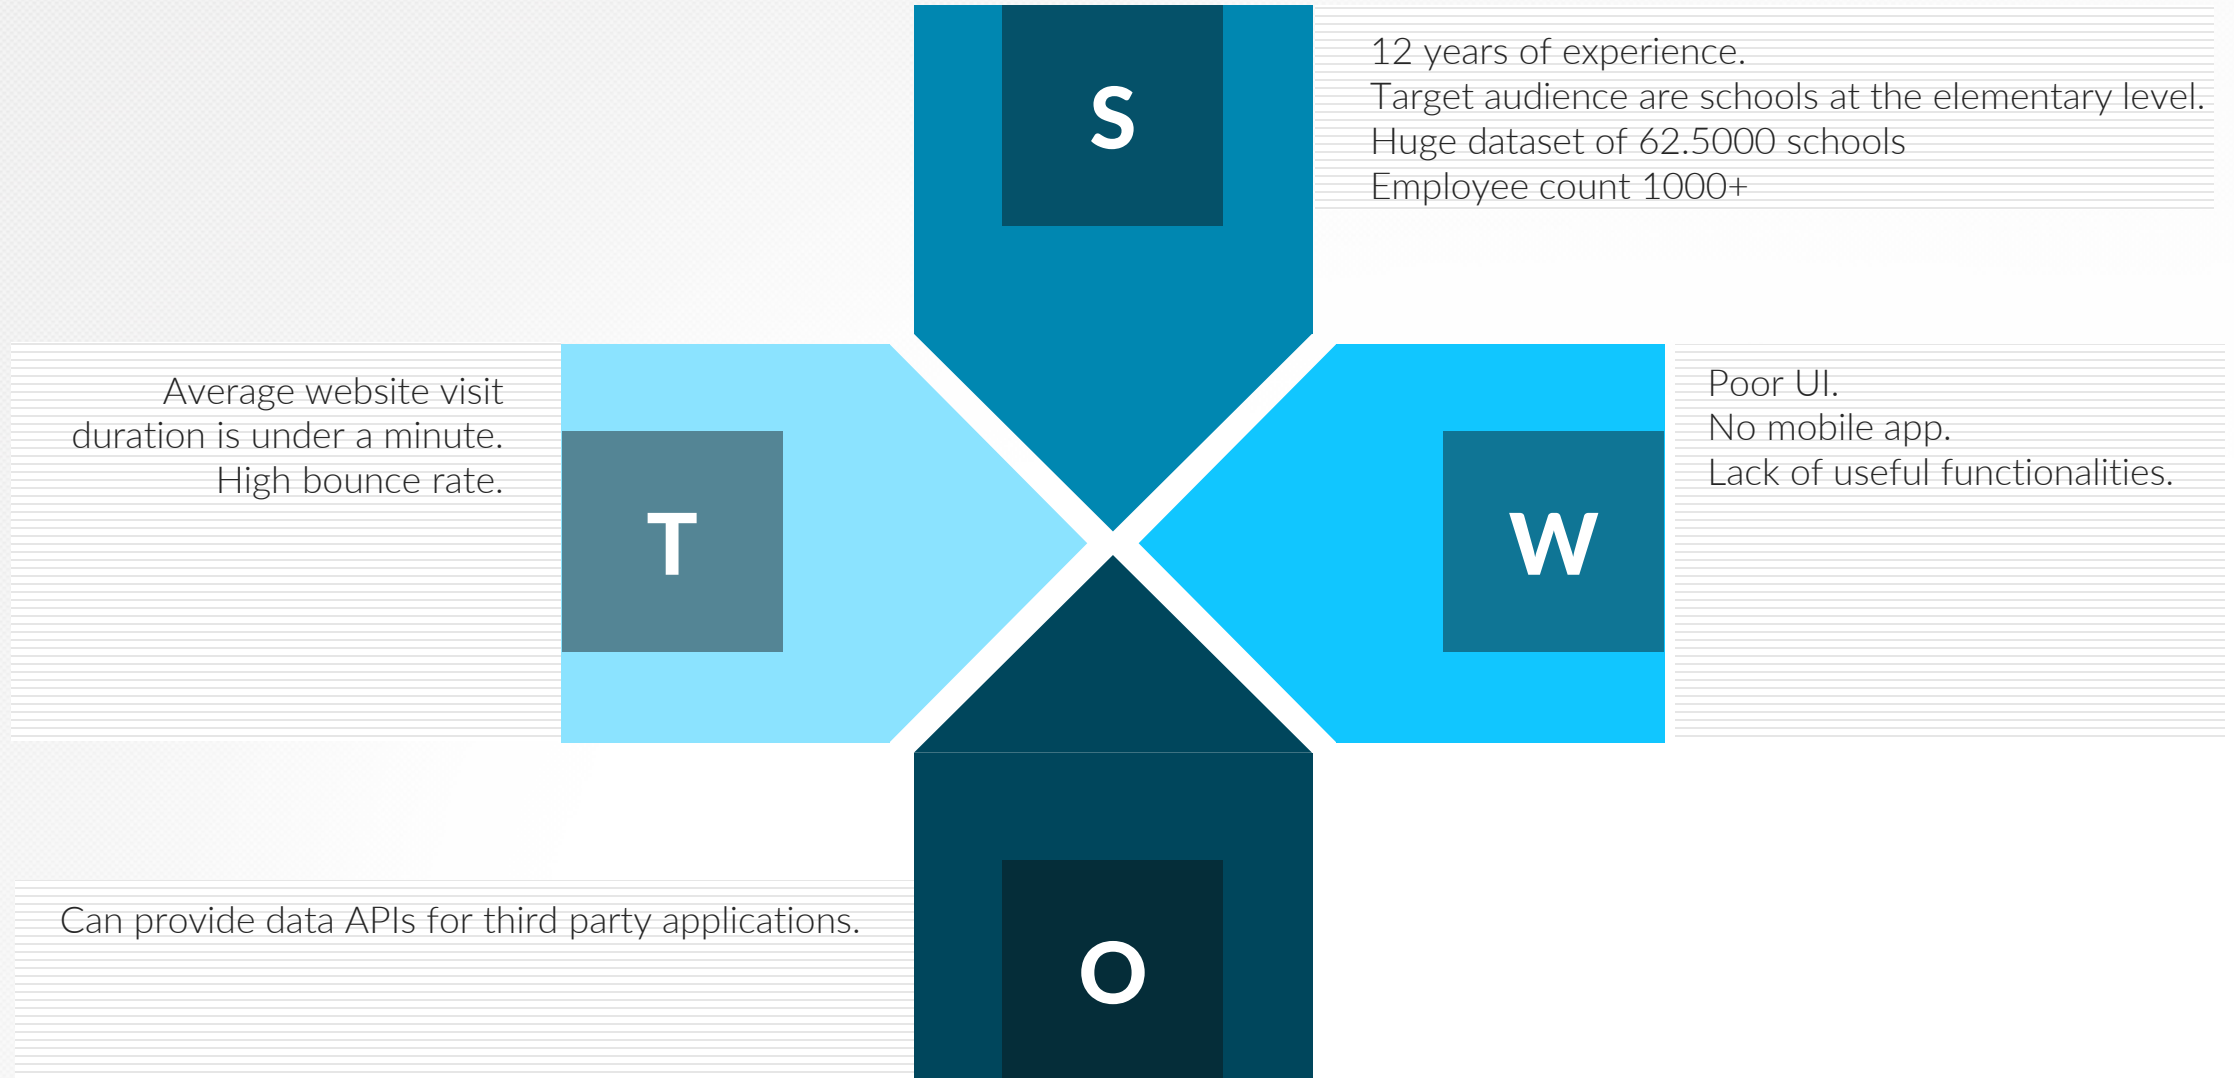 S
12 years of experience.
Target audience are schools at the elementary level.
Huge dataset of 62.5000 schools
Employee count 1000+
Average website visit
duration is under a minute.
High bounce rate.
T
W
Poor UI.
No mobile app.
Lack of useful functionalities.
Can provide data APIs for third party applications.
O